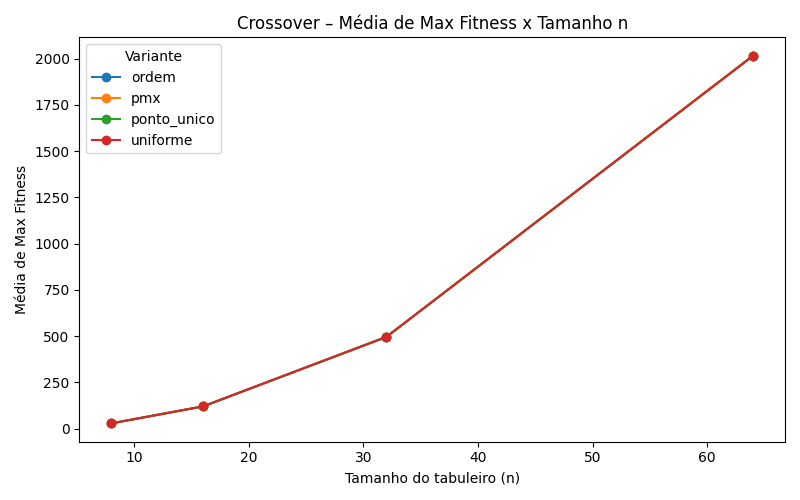 Crossover – Média de Max Fitness x Tamanho n
Variante
ordem
pmx
ponto_unico
uniforme
Média de Max Fitness
2000
1750
1500
1250
1000
750
500
250
0
10 20 30 40 50 60
Tamanho do tabuleiro (n)